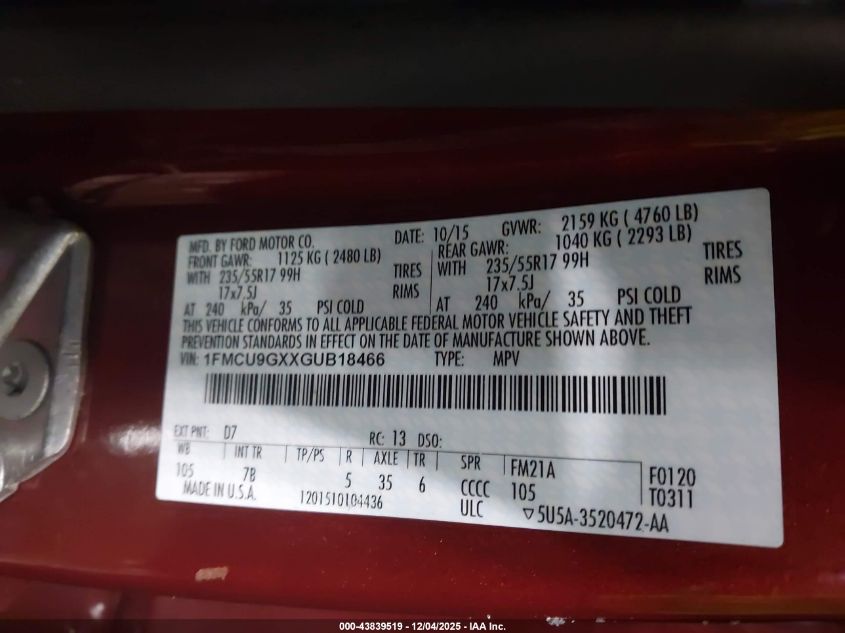 MFD. BY FORD MOTOR CO. DATE: 10/15 GVWR: 2159 KG ( 4760 LB)
FRONT GAWR: 1125 KG ( 2480 LB) REAR GAWR: 1040 KG ( 2293 LB)
WITH 235/55R17 99H TIRES WITH 235/55R17 99H TIRES
17x7.5J RIMS 17x7.5J RIMS
AT 240 kPa/ 35 PSI COLD AT 240 kPa/ 35 PSI COLD
THIS VEHICLE CONFORMS TO ALL APPLICABLE FEDERAL MOTOR VEHICLE SAFETY AND THEFT
PREVENTION STANDARDS IN EFFECT ON THE DATE OF MANUFACTURE SHOWN ABOVE.
VIN: 1FMCU9GXXGUB18466 TYPE: MPV
EXT PNT: D7 RC: 13 DSO:
WB INT TR TP/PS R AXLE TR SPR FM21A F0120
105 7B 5 35 6 CCCC 105 T0311
MADE IN U.S.A. 1201510104436 ULC ▽5U5A-3520472-AA
000-43839519 - 12/04/2025 - IAA Inc.